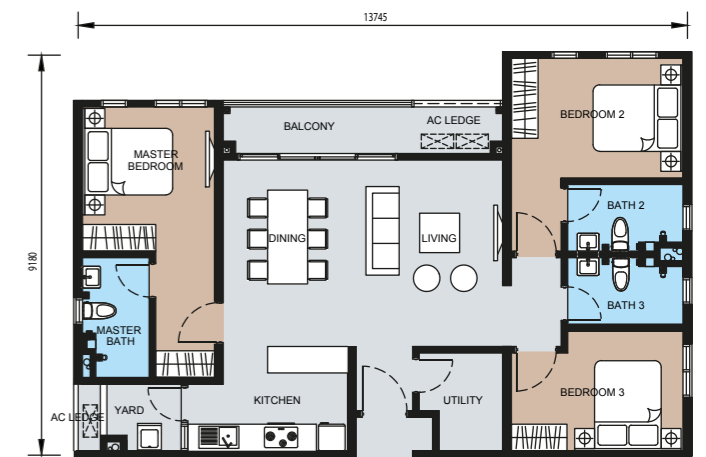 13745
9180
BALCONY
AC LEDGE
BEDROOM 2
MASTER
BEDROOM
BATH 2
DINING
LIVING
BATH 3
MASTER
BATH
BEDROOM 3
AC LEDGE
YARD
KITCHEN
UTILITY